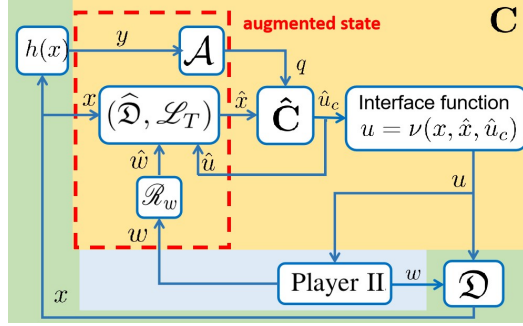 augmented state
C
h(x)
y
𝒜
q
x
(𝔇̂, ℒ_T)
x̂
Ĉ
û_c
Interface function
u = ν(x, x̂, û_c)
ŵ
û
ℛ_w
u
w
Player II
w
𝔇
x